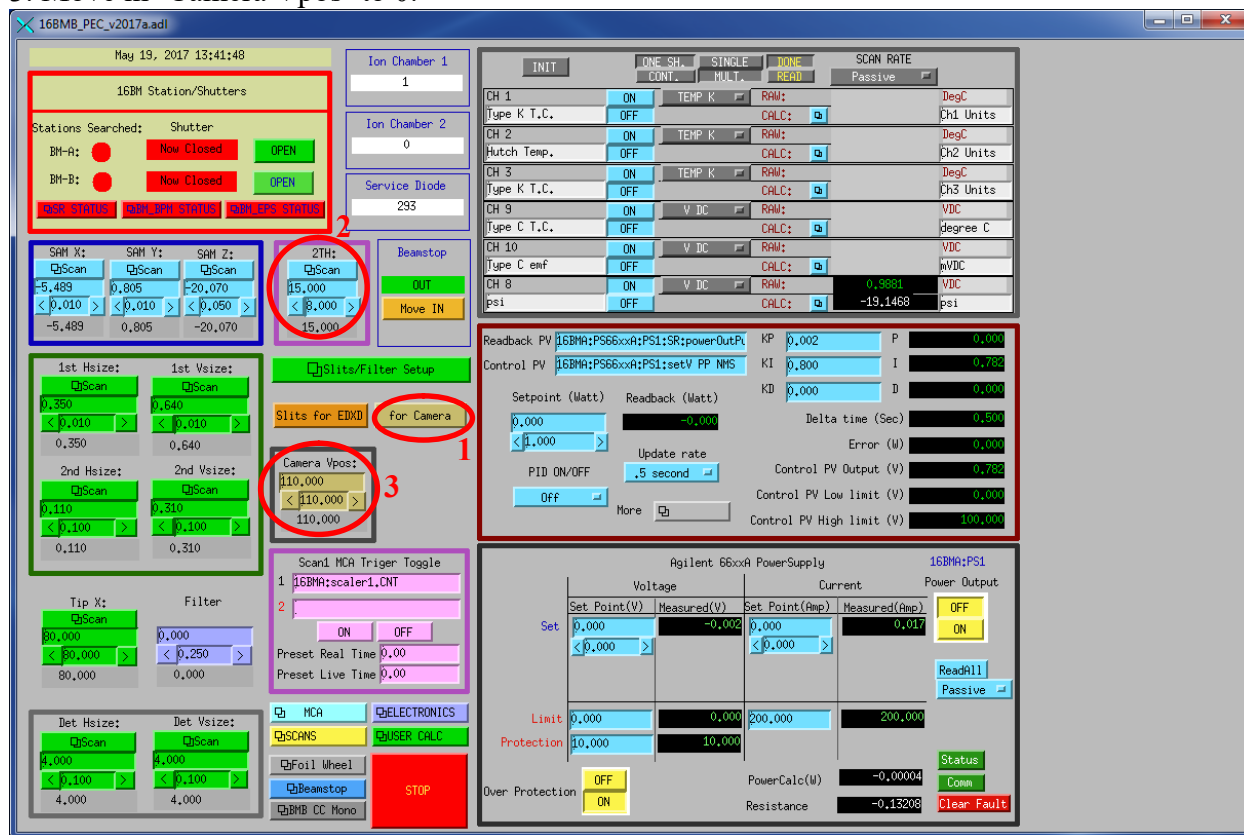 16BMB_PEC_v2017a.adl
May 19, 2017 13:41:48
16BM Station/Shutters
Stations Searched: Shutter
BM-A: Now Closed OPEN
BM-B: Now Closed OPEN
SR STATUS BM_BPM STATUS BM_EPS STATUS
Ion Chamber 1
1
Ion Chamber 2
0
Service Diode
293
SAM X: SAM Y: SAM Z:
Scan Scan Scan
-5.489 0.805 -20.070
< 0.010 > < 0.010 > < 0.050 >
-5.489 0.805 -20.070
2
2TH:
Scan
15.000
< 8.000 >
15.000
Beamstop
OUT
Move IN
1st Hsize: 1st Vsize:
Scan
0.350 0.640
< 0.010 > < 0.010 >
0.350 0.640
2nd Hsize: 2nd Vsize:
Scan Scan
0.110 0.310
< 0.100 > < 0.100 >
0.110 0.310
Slits/Filter Setup
Slits for EDXD for Camera
1
Camera Vpos:
110.000
< 110.000 >
110.000
3
Tip X: Filter
Scan
80.000 0.000
< 80.000 > < 0.250 >
80.000 0.000
Scan1 MCA Triger Toggle
1 16BMA:scaler1.CNT
2
ON OFF
Preset Real Time 0.00
Preset Live Time 0.00
Det Hsize: Det Vsize:
Scan Scan
4.000 4.000
< 0.100 > < 0.100 >
4.000 4.000
MCA ELECTRONICS
SCANS USER CALC
Foil Wheel
Beamstop
BMB CC Mono
STOP
INIT ONE SH. SINGLE DONE SCAN RATE
CONT. MULT. READ Passive
CH 1 ON TEMP K RAW: DegC
Type K T.C. OFF CALC: Ch1 Units
CH 2 ON TEMP K RAW: DegC
Hutch Temp. OFF CALC: Ch2 Units
CH 3 ON TEMP K RAW: DegC
Type K T.C. OFF CALC: Ch3 Units
CH 9 ON V DC RAW: VDC
Type C T.C. OFF CALC: degree C
CH 10 ON V DC RAW: VDC
Type C emf OFF CALC: mVDC
CH 8 ON V DC RAW: 0.9881 VDC
psi OFF CALC: -19.1468 psi
Readback PV 16BMA:PS66xxA:PS1:SR:powerOutPu KP 0.002 P 0.000
Control PV 16BMA:PS66xxA:PS1:setV PP NMS KI 0.800 I 0.782
KD 0.000 D 0.000
Setpoint (Watt) Readback (Watt)
0.000 -0.000
< 1.000 >
Update rate
PID ON/OFF .5 second
Off
More
Delta time (Sec) 0.500
Error (W) 0.000
Control PV Output (V) 0.782
Control PV Low limit (V) 0.000
Control PV High limit (V) 100.000
Agilent 66xxA PowerSupply 16BMA:PS1
Voltage Current Power Output
Set Point(V) Measured(V) Set Point(Amp) Measured(Amp) OFF
Set 0.000 -0.002 0.000 0.017 ON
< 0.000 > < 0.000 >
ReadAll
Passive
Limit 0.000 0.000 200.000 200.000
Protection 10.000 10.000
Over Protection OFF
ON
PowerCalc(W) -0.00004
Resistance -0.13208
Status
Comm
Clear Fault